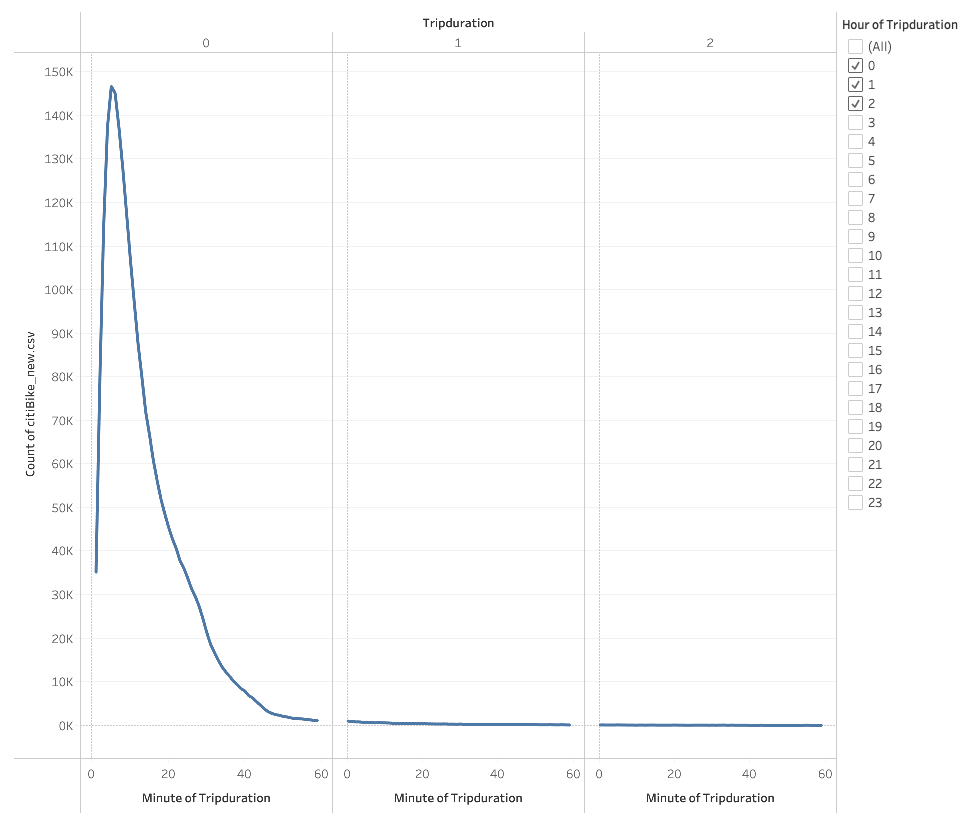 Tripduration
0 1 2
150K
140K
130K
120K
110K
100K
90K
80K
70K
60K
50K
40K
30K
20K
10K
0K
Count of citiBike_new.csv
0 20 40 60 0 20 40 60 0 20 40 60
Minute of Tripduration Minute of Tripduration Minute of Tripduration
Hour of Tripduration
(All)
0
1
2
3
4
5
6
7
8
9
10
11
12
13
14
15
16
17
18
19
20
21
22
23